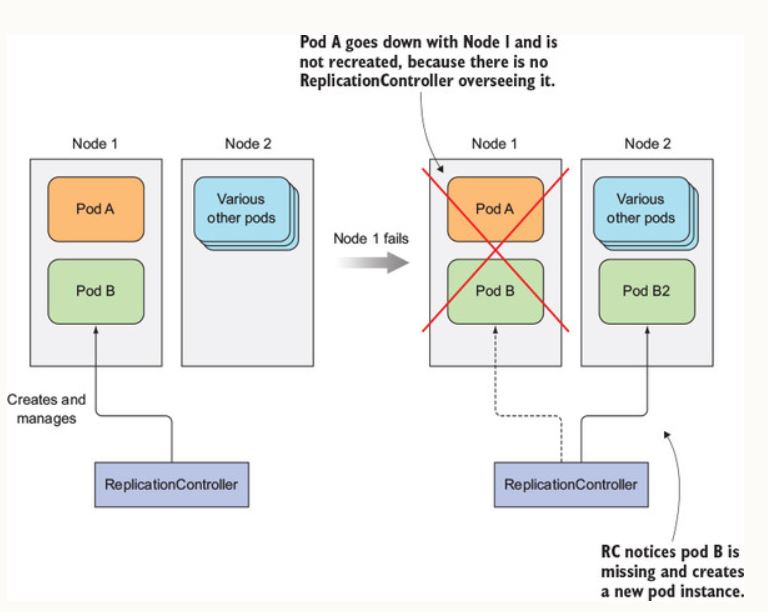 Pod A goes down with Node 1 and is
not recreated, because there is no
ReplicationController overseeing it.
Node 1
Node 2
Pod A
Various
other pods
Pod B
Creates and
manages
ReplicationController
Node 1 fails
Node 1
Node 2
Pod A
Various
other pods
Pod B
Pod B2
ReplicationController
RC notices pod B is
missing and creates
a new pod instance.